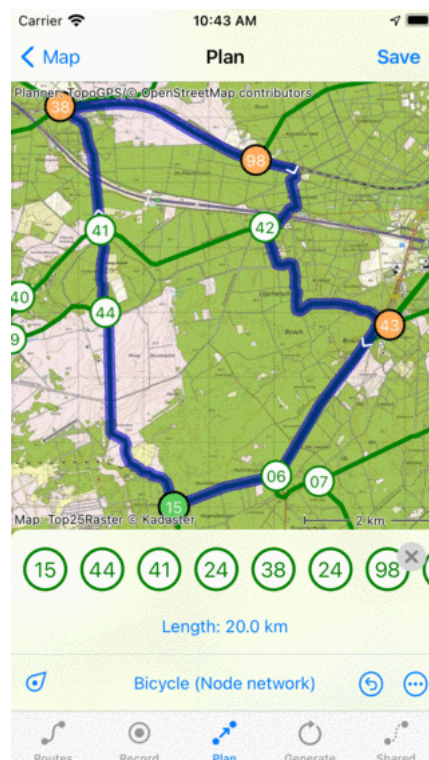 Carrier 10:43 AM
Map Plan Save
Planner: TopoGPS/© OpenStreetMap contributors
38
98
41
42
40
44
9
43
06
07
15
Map: Top25Raster © Kadaster 2 km
15 44 41 24 38 24 98
Length: 20.0 km
Bicycle (Node network)
Routes Record Plan Generate Shared